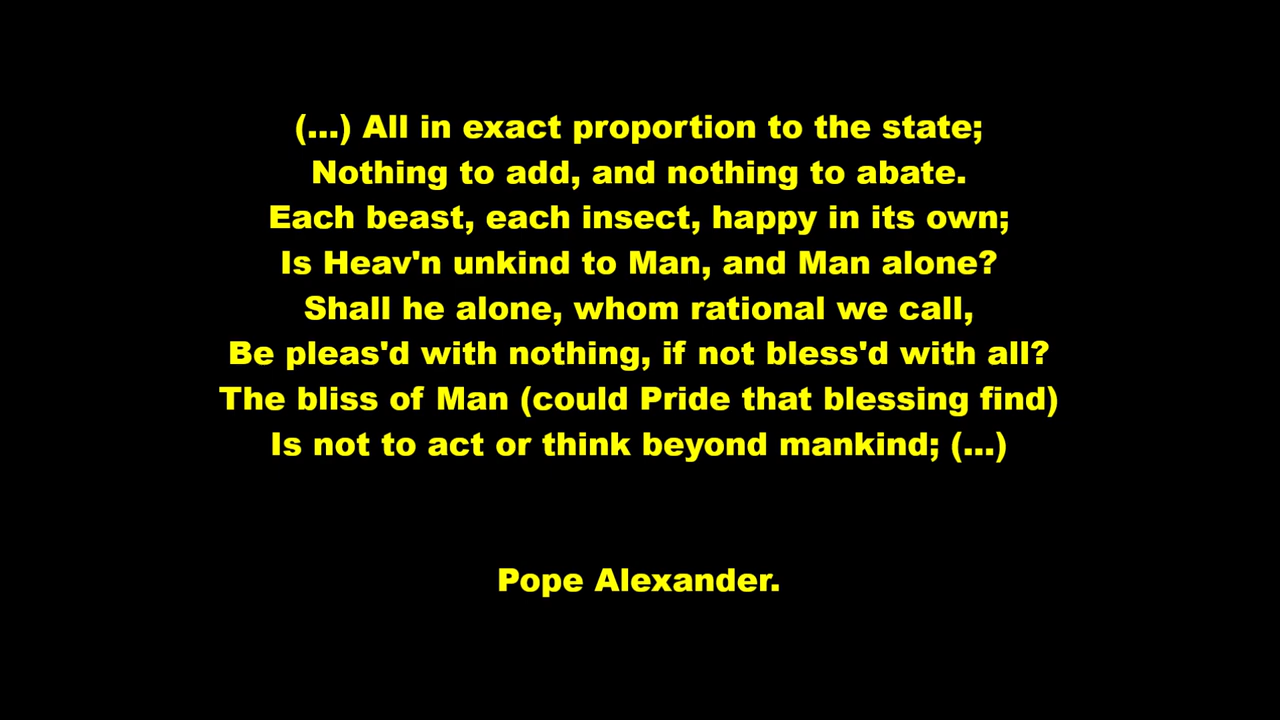 (...) All in exact proportion to the state;
Nothing to add, and nothing to abate.
Each beast, each insect, happy in its own;
Is Heav'n unkind to Man, and Man alone?
Shall he alone, whom rational we call,
Be pleas'd with nothing, if not bless'd with all?
The bliss of Man (could Pride that blessing find)
Is not to act or think beyond mankind; (...)
Pope Alexander.